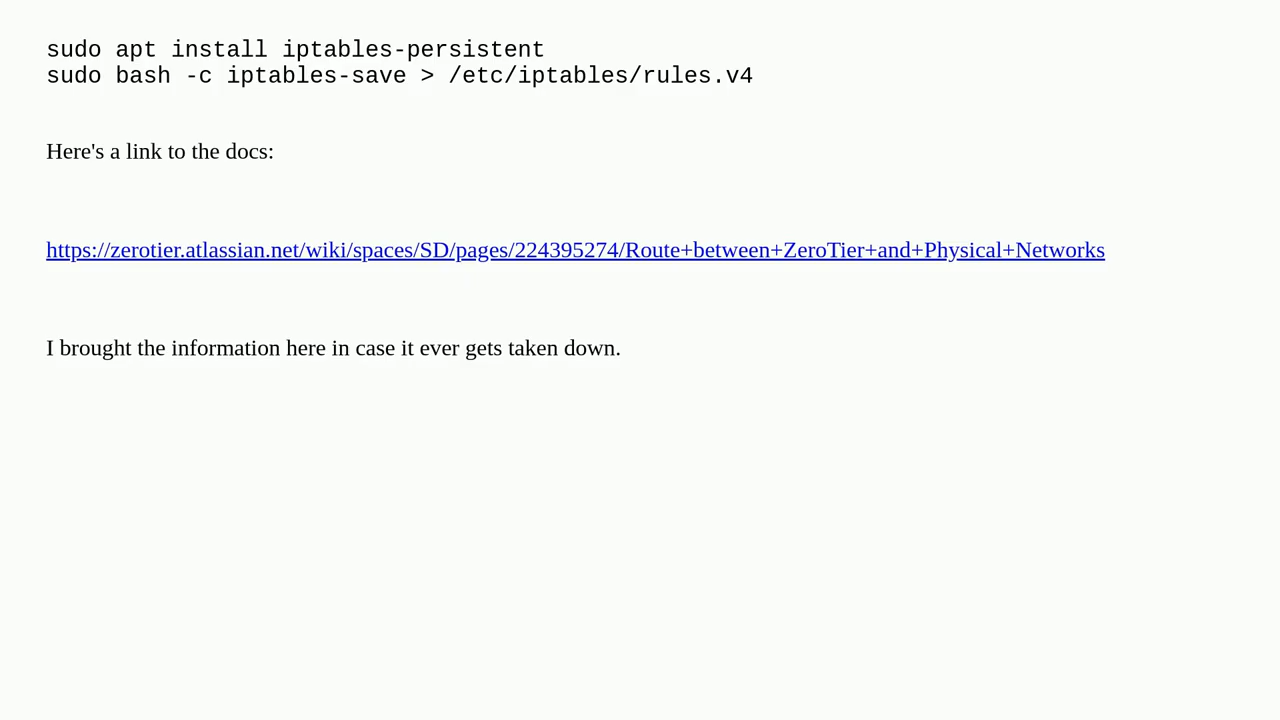 sudo apt install iptables-persistent
sudo bash -c iptables-save > /etc/iptables/rules.v4
Here's a link to the docs:
https://zerotier.atlassian.net/wiki/spaces/SD/pages/224395274/Route+between+ZeroTier+and+Physical+Networks
I brought the information here in case it ever gets taken down.